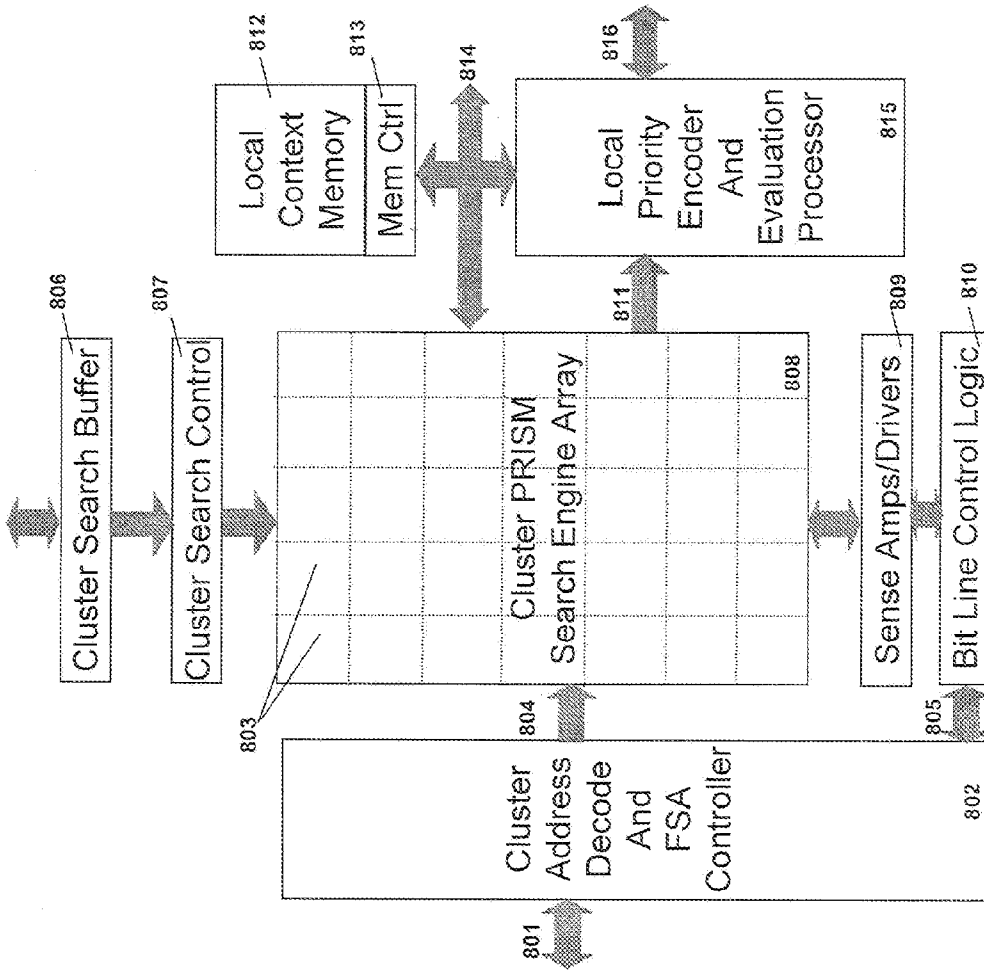 806
Cluster Search Buffer
807
Cluster Search Control
812
Local
Context
Memory
813
Mem Ctrl
814
803
Cluster PRISM
Search Engine Array
808
801
Cluster
Address
Decode
And
FSA
Controller
802
804
805
811
Local
Priority
Encoder
And
Evaluation
Processor
815
816
Sense Amps/Drivers
809
Bit Line Control Logic
810